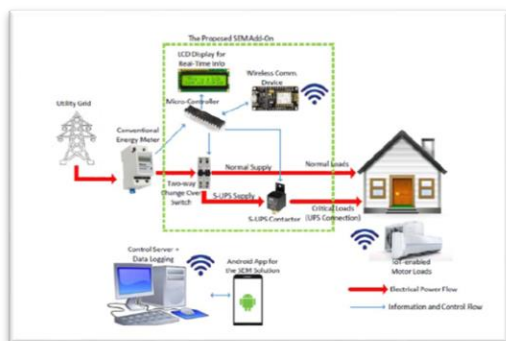 The Proposed SEM Add-On
LCD Display for
Real-Time Info
Wireless Comm.
Device
Micro-Controller
Utility Grid
Conventional
Energy Meter
Normal Supply
Normal Loads
Two-way
Change Over
Switch
S-UPS Supply
S-UPS Contactor
Critical Loads
(UPS Connection)
Control Server +
Data Logging
Android App for
the SEM Solution
IoT-enabled
Motor Loads
Electrical Power Flow
Information and Control Flow